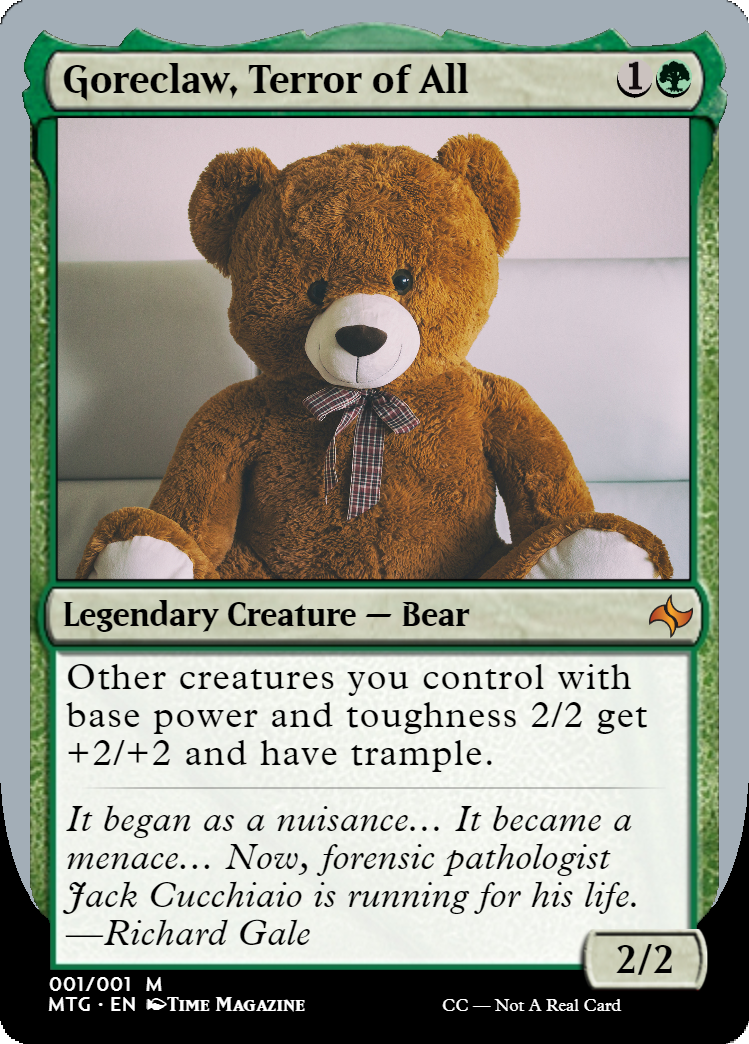 Goreclaw, Terror of All 1
Legendary Creature — Bear
Other creatures you control with
base power and toughness 2/2 get
+2/+2 and have trample.
It began as a nuisance... It became a
menace... Now, forensic pathologist
Jack Cucchiaio is running for his life.
—Richard Gale
2/2
001/001 M
MTG · EN TIME MAGAZINE CC — NOT A REAL CARD